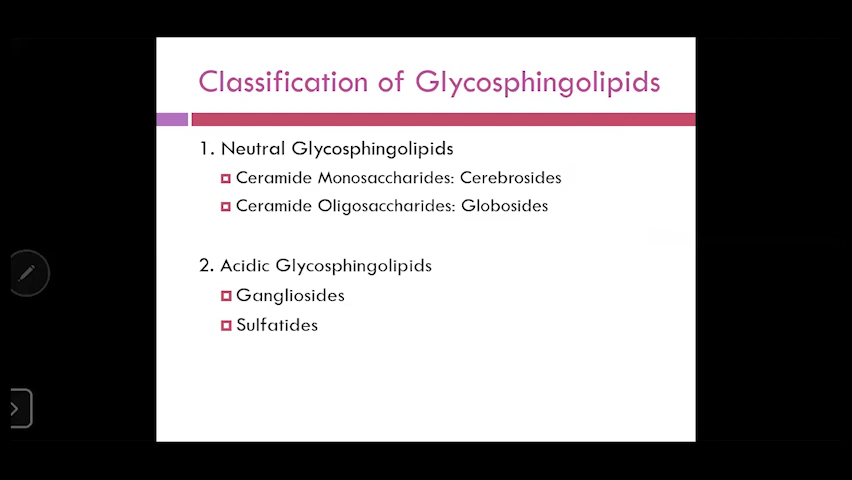 Classification of Glycosphingolipids
1. Neutral Glycosphingolipids
Ceramide Monosaccharides: Cerebrosides
Ceramide Oligosaccharides: Globosides
2. Acidic Glycosphingolipids
Gangliosides
Sulfatides